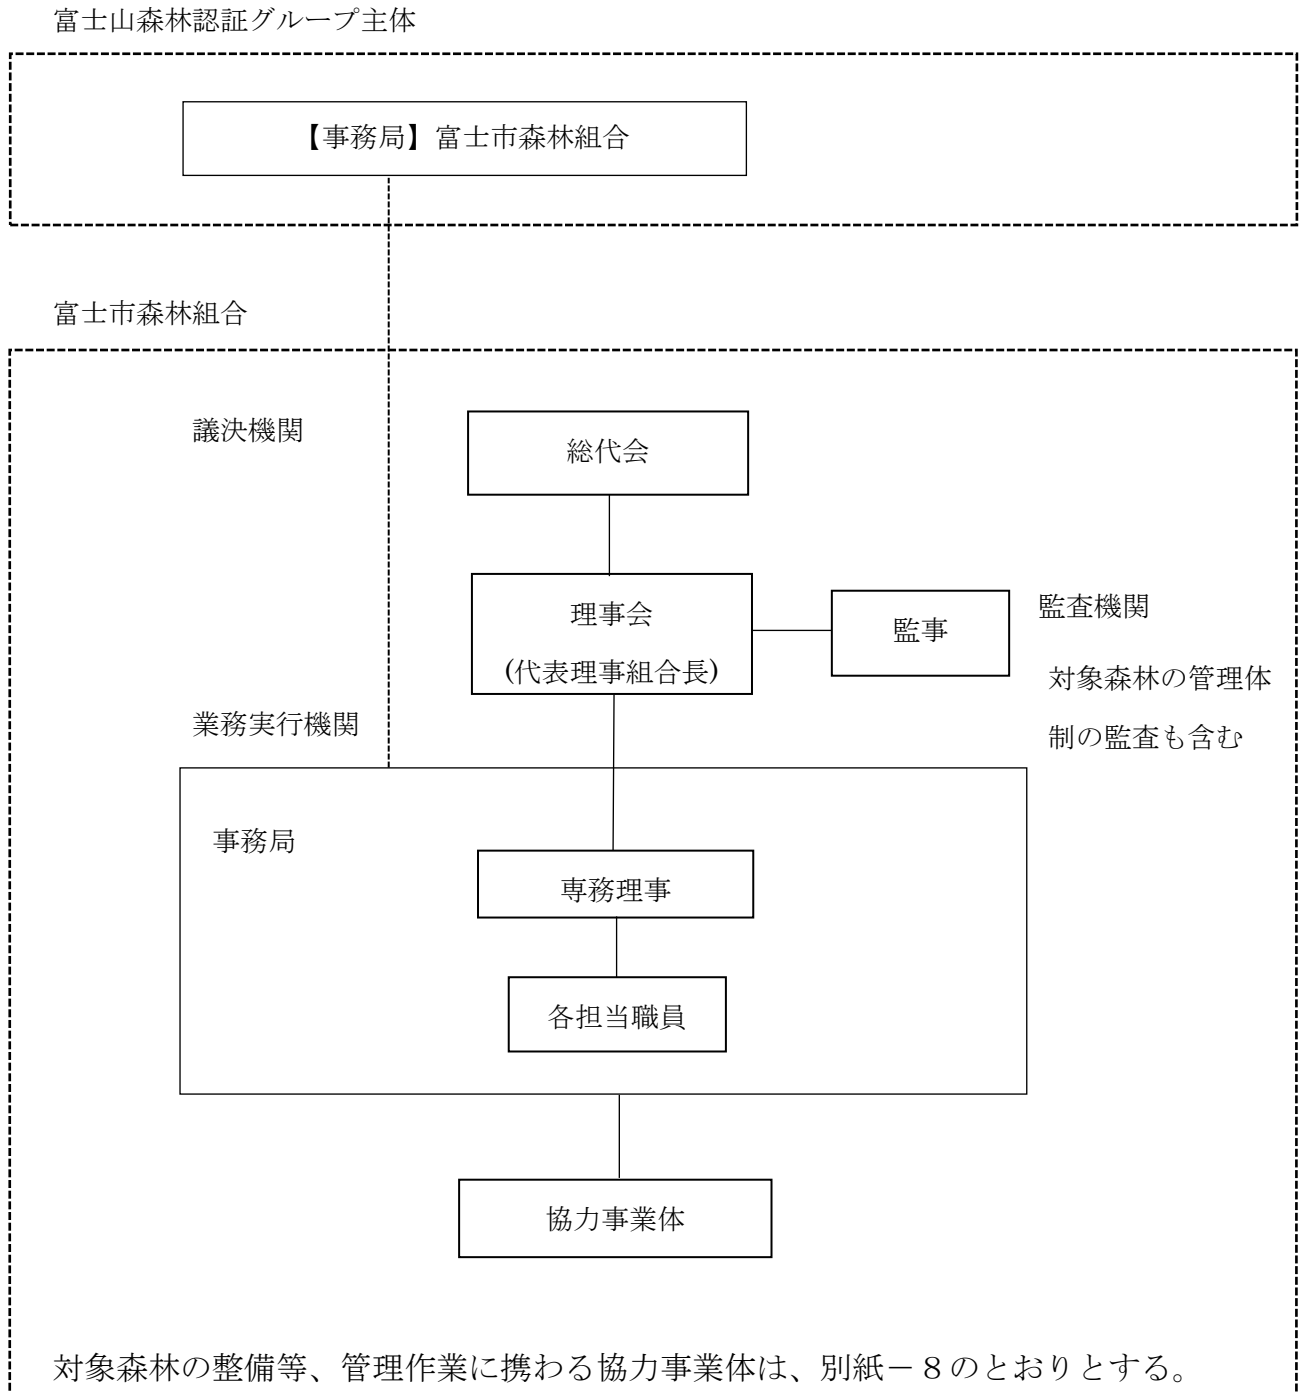 富士山森林認証グループ主体
【事務局】富士市森林組合
富士市森林組合
議決機関
総代会
理事会
(代表理事組合長)
監事
監査機関
対象森林の管理体
制の監査も含む
業務実行機関
事務局
専務理事
各担当職員
協力事業体
対象森林の整備等、管理作業に携わる協力事業体は、別紙－８のとおりとする。